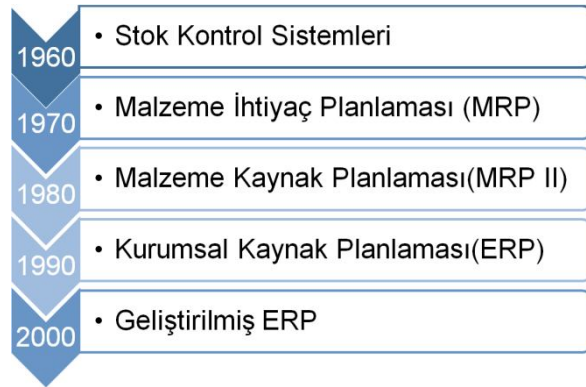 1960
• Stok Kontrol Sistemleri
1970
• Malzeme İhtiyaç Planlaması (MRP)
1980
• Malzeme Kaynak Planlaması(MRP II)
1990
• Kurumsal Kaynak Planlaması(ERP)
2000
• Geliştirilmiş ERP